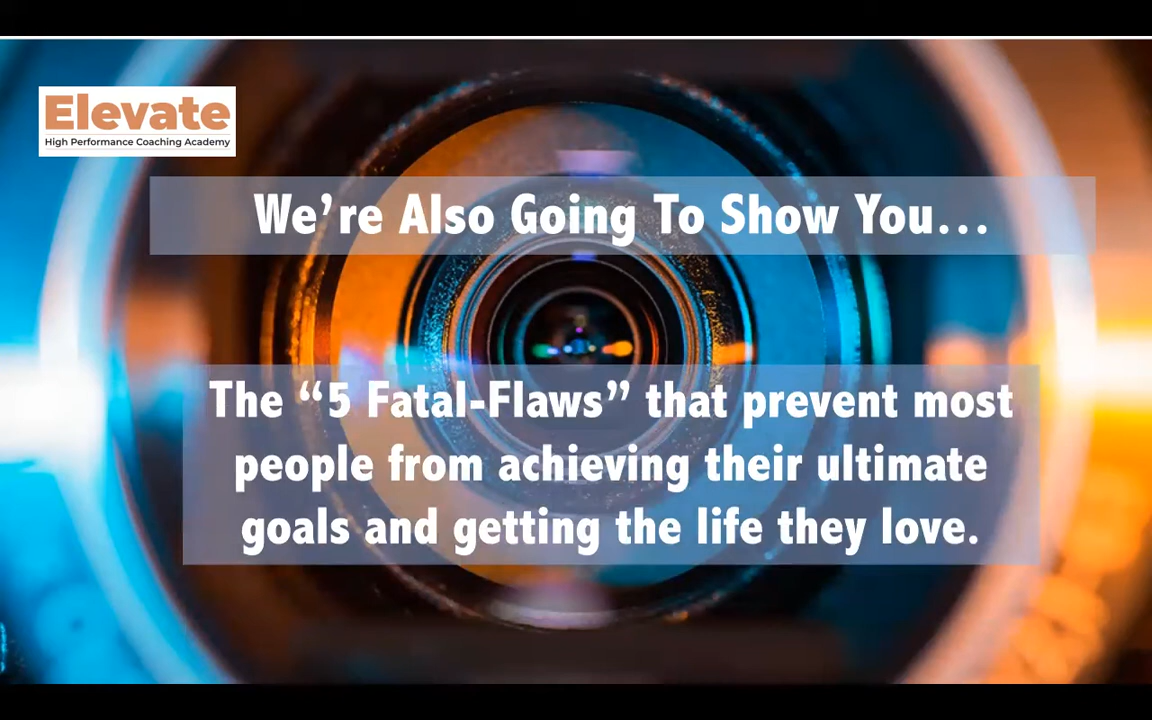 Elevate
High Performance Coaching Academy
We’re Also Going To Show You…
The “5 Fatal-Flaws” that prevent most
people from achieving their ultimate
goals and getting the life they love.